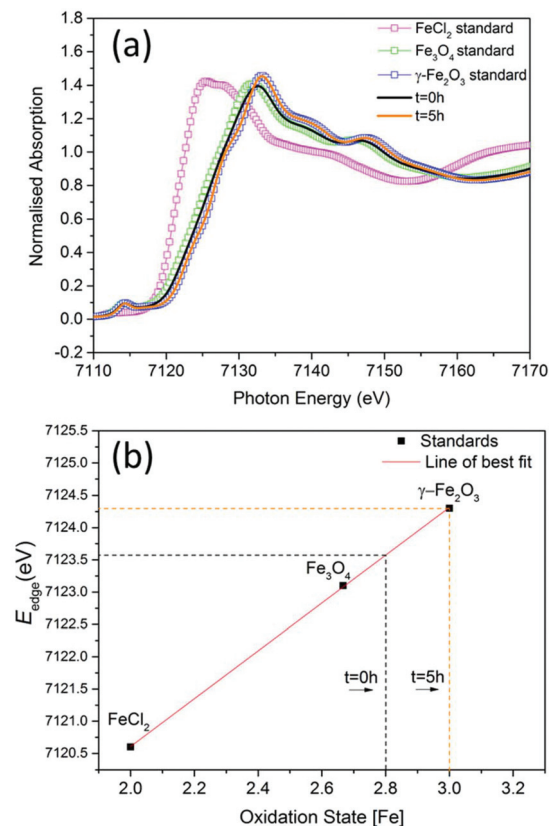 (a)
FeCl₂ standard
Fe₃O₄ standard
γ-Fe₂O₃ standard
t=0h
t=5h
1.8
1.6
1.4
1.2
1.0
0.8
0.6
0.4
0.2
0.0
-0.2
Normalised Absorption
7110 7120 7130 7140 7150 7160 7170
Photon Energy (eV)
(b)
Standards
Line of best fit
γ–Fe₂O₃
Fe₃O₄
FeCl₂
t=0h
t=5h
7125.5
7125.0
7124.5
7124.0
7123.5
7123.0
7122.5
7122.0
7121.5
7121.0
7120.5
E edge (eV)
2.0 2.2 2.4 2.6 2.8 3.0 3.2
Oxidation State [Fe]